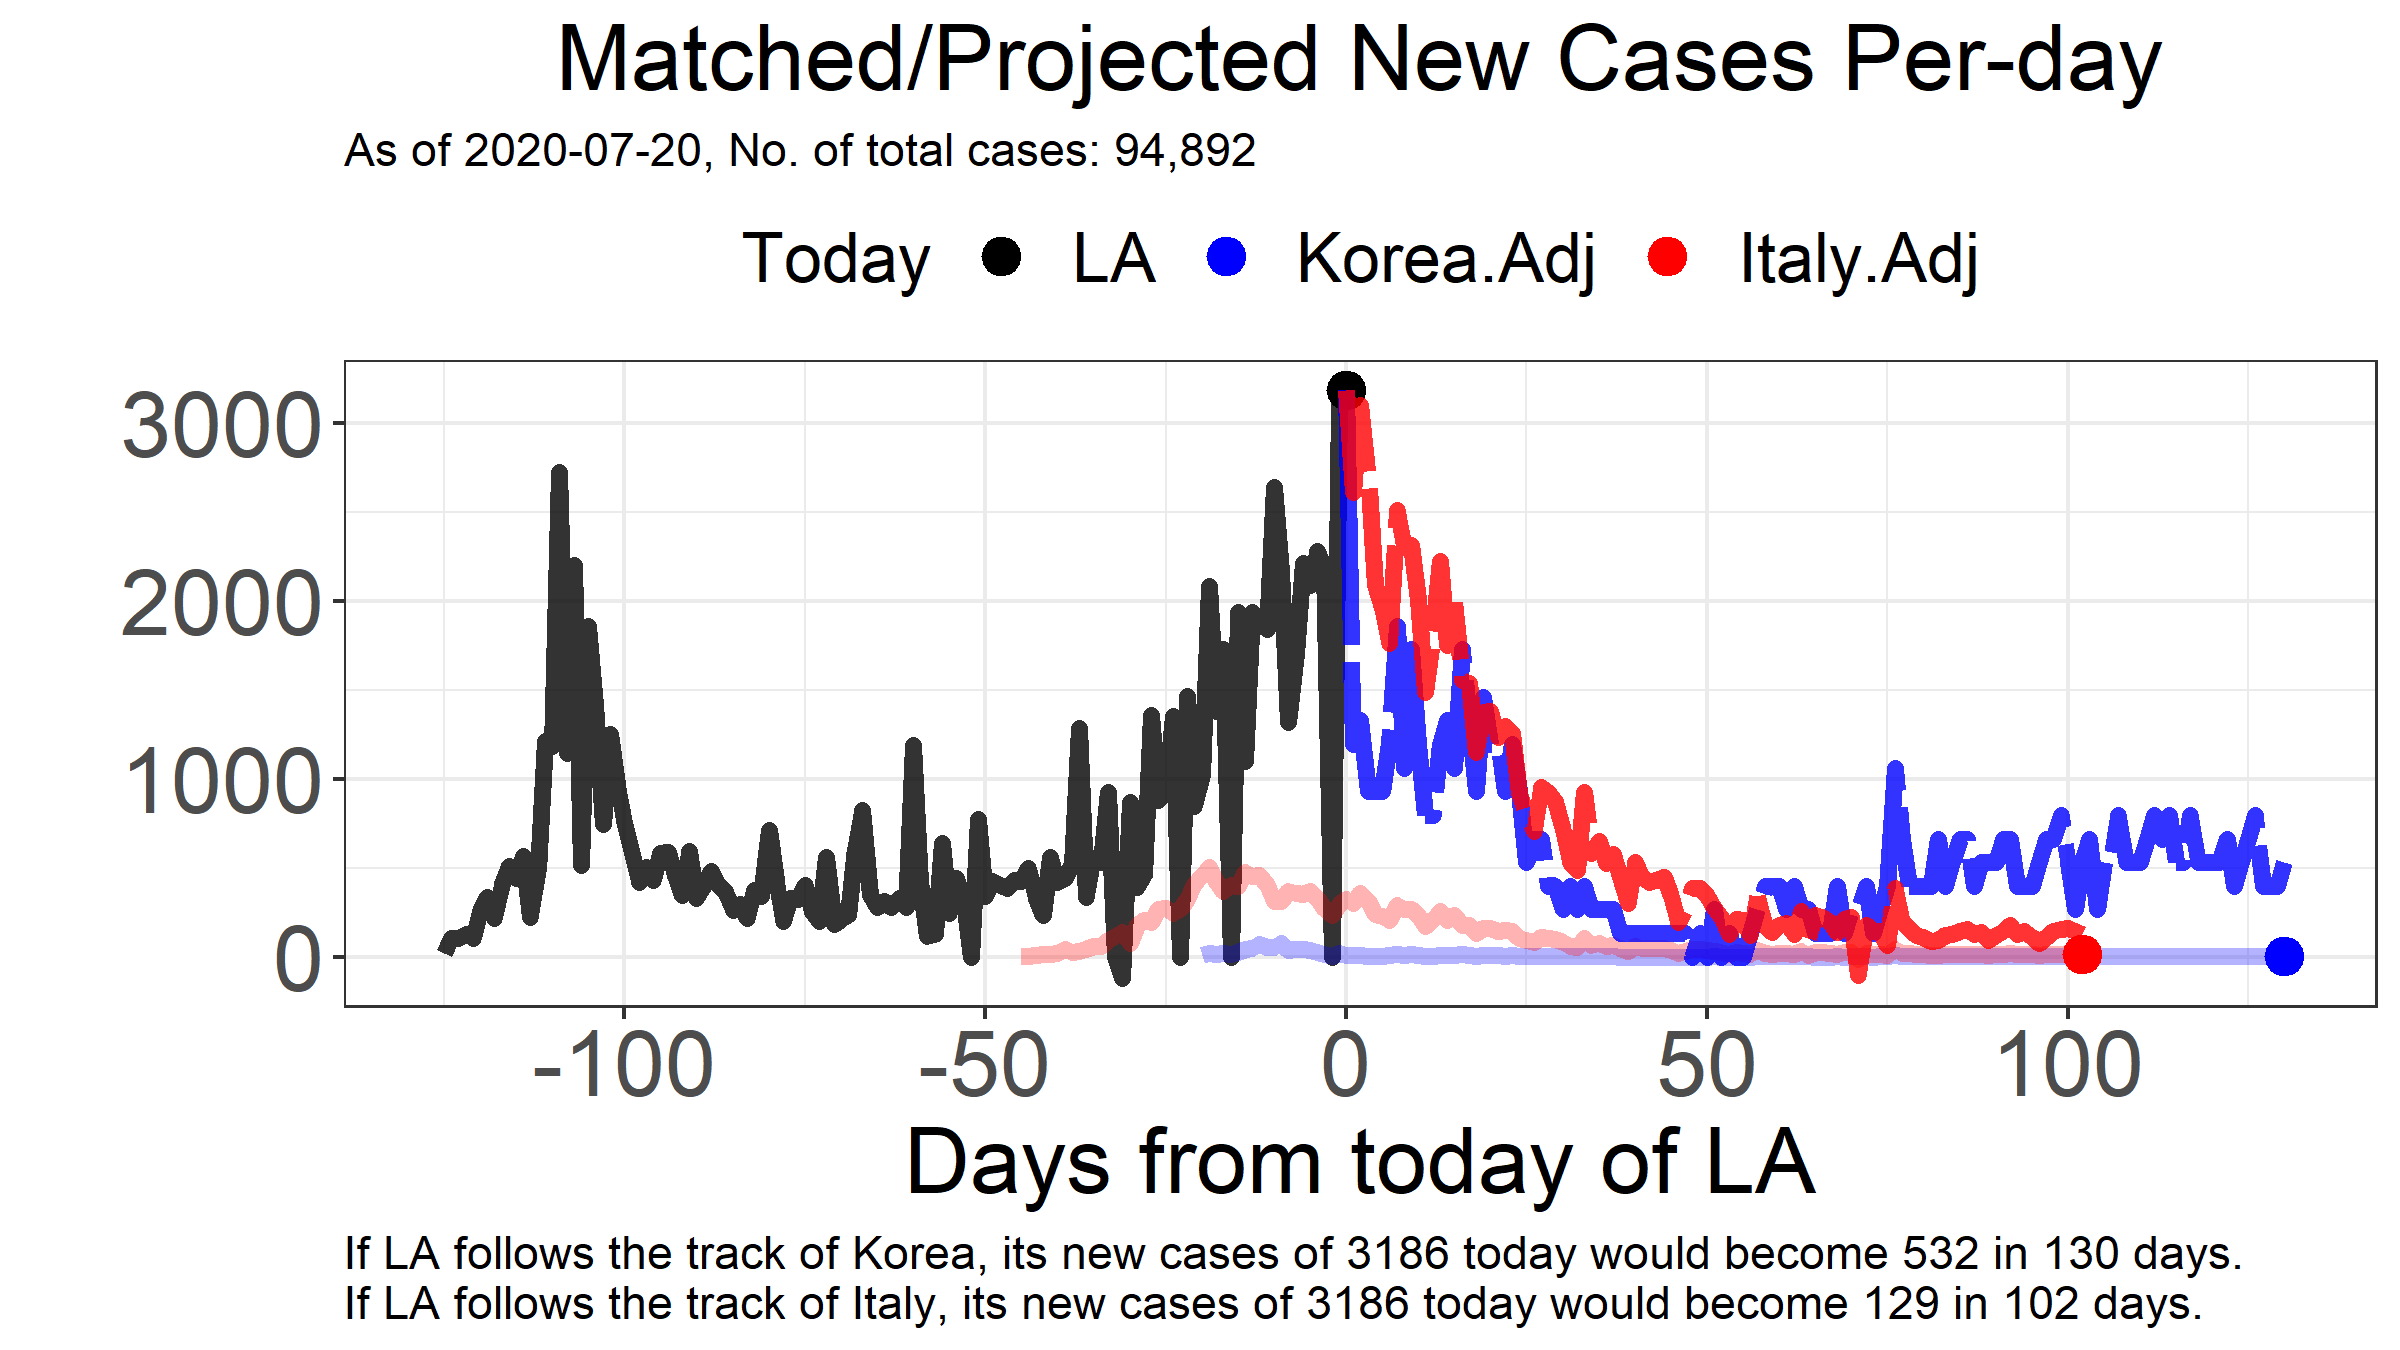 Matched/Projected New Cases Per-day
As of 2020-07-20, No. of total cases: 94,892
Today LA Korea.Adj Italy.Adj
3000
2000
1000
0
-100 -50 0 50 100
Days from today of LA
If LA follows the track of Korea, its new cases of 3186 today would become 532 in 130 days.
If LA follows the track of Italy, its new cases of 3186 today would become 129 in 102 days.